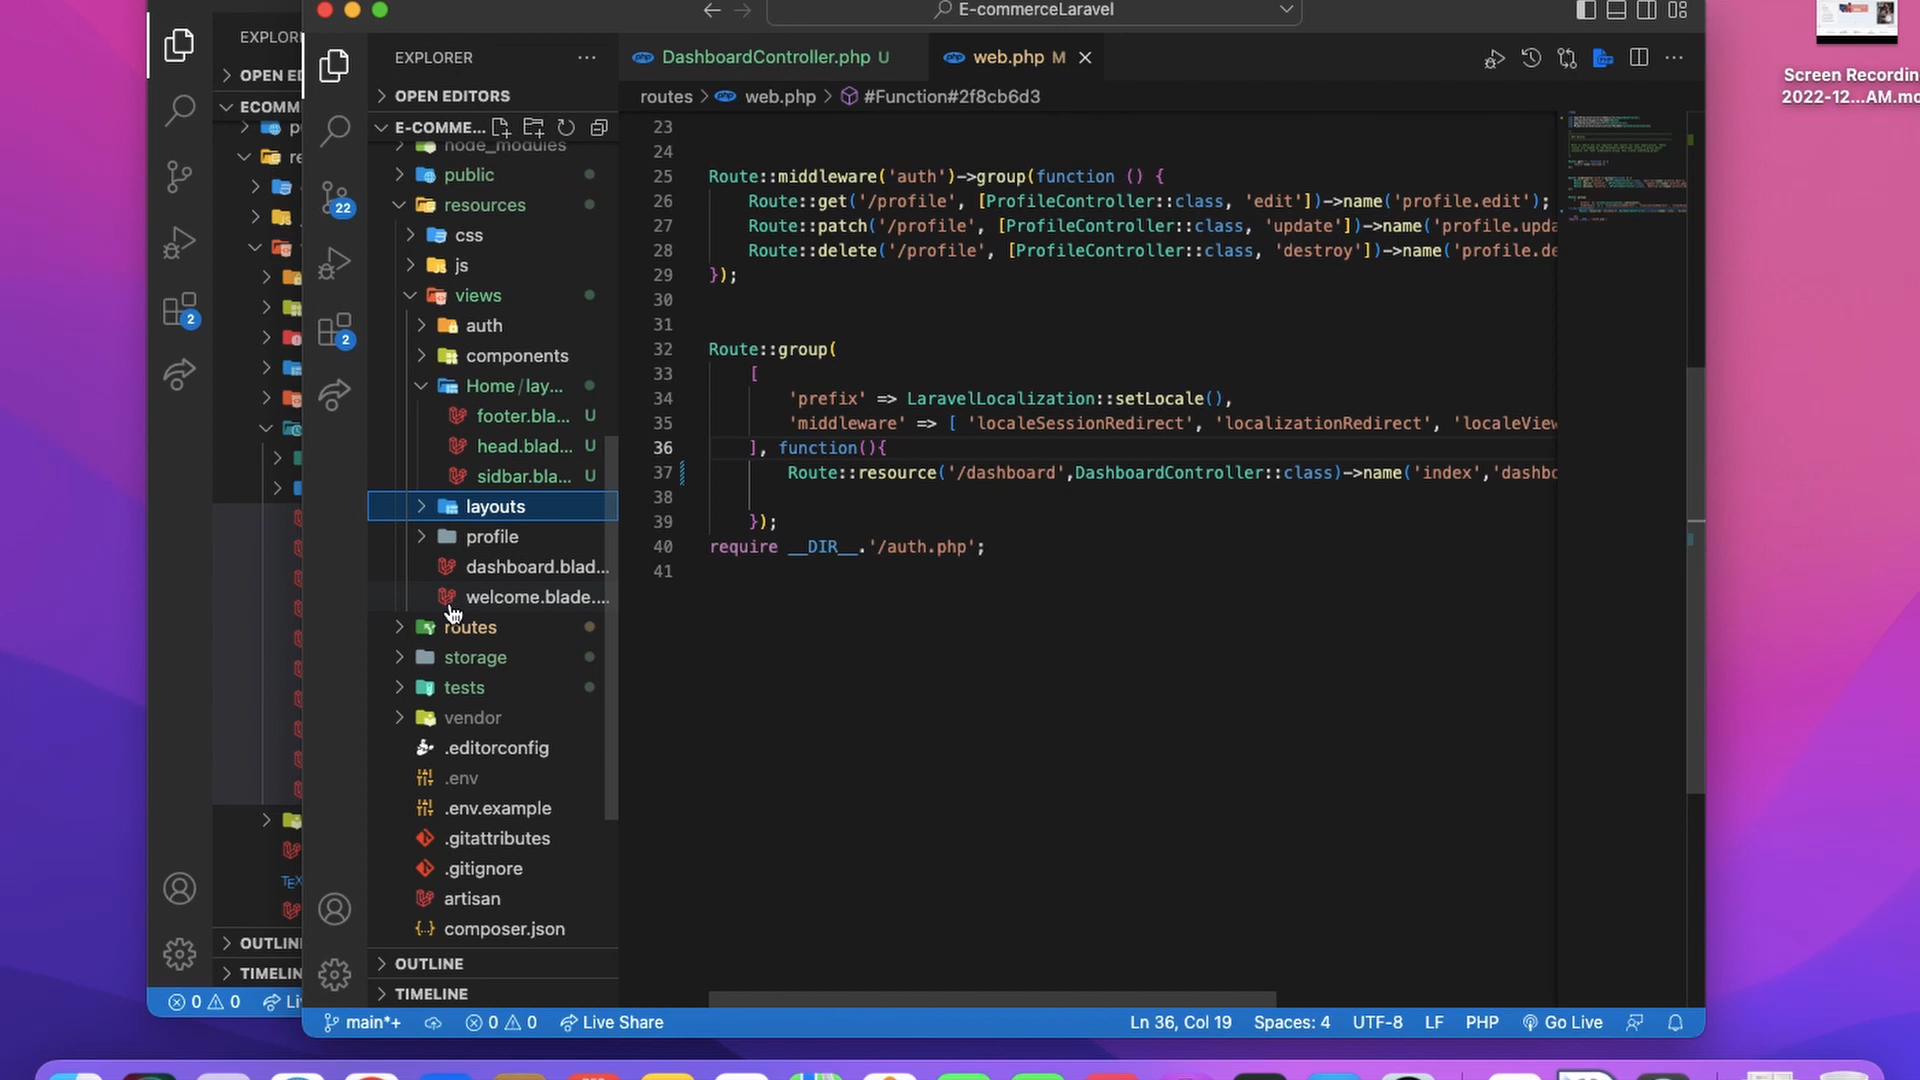 E-commerceLaravel
Screen Recordin
2022-12...AM.mo
EXPLOR
OPEN ED
ECOMM
re
2
OUTLIN
TIMELIN
0 0 Li
EXPLORER
OPEN EDITORS
E-COMME...
node_modules
public
resources
css
js
views
auth
components
Home/lay...
footer.bla... U
head.blad... U
sidbar.bla... U
layouts
profile
dashboard.blad...
welcome.blade....
routes
storage
tests
vendor
.editorconfig
.env
.env.example
.gitattributes
.gitignore
artisan
composer.json
OUTLINE
TIMELINE
22
2
DashboardController.php U
web.php M
routes > web.php > #Function#2f8cb6d3
23
24
25 Route::middleware('auth')->group(function () {
26 Route::get('/profile', [ProfileController::class, 'edit'])->name('profile.edit');
27 Route::patch('/profile', [ProfileController::class, 'update'])->name('profile.upda
28 Route::delete('/profile', [ProfileController::class, 'destroy'])->name('profile.de
29 });
30
31
32 Route::group(
33 [
34 'prefix' => LaravelLocalization::setLocale(),
35 'middleware' => [ 'localeSessionRedirect', 'localizationRedirect', 'localeView
36 ], function(){
37 Route::resource('/dashboard',DashboardController::class)->name('index','dashbo
38
39 });
40 require __DIR__.'/auth.php';
41
main*+ 0 0 Live Share
Ln 36, Col 19 Spaces: 4 UTF-8 LF PHP Go Live